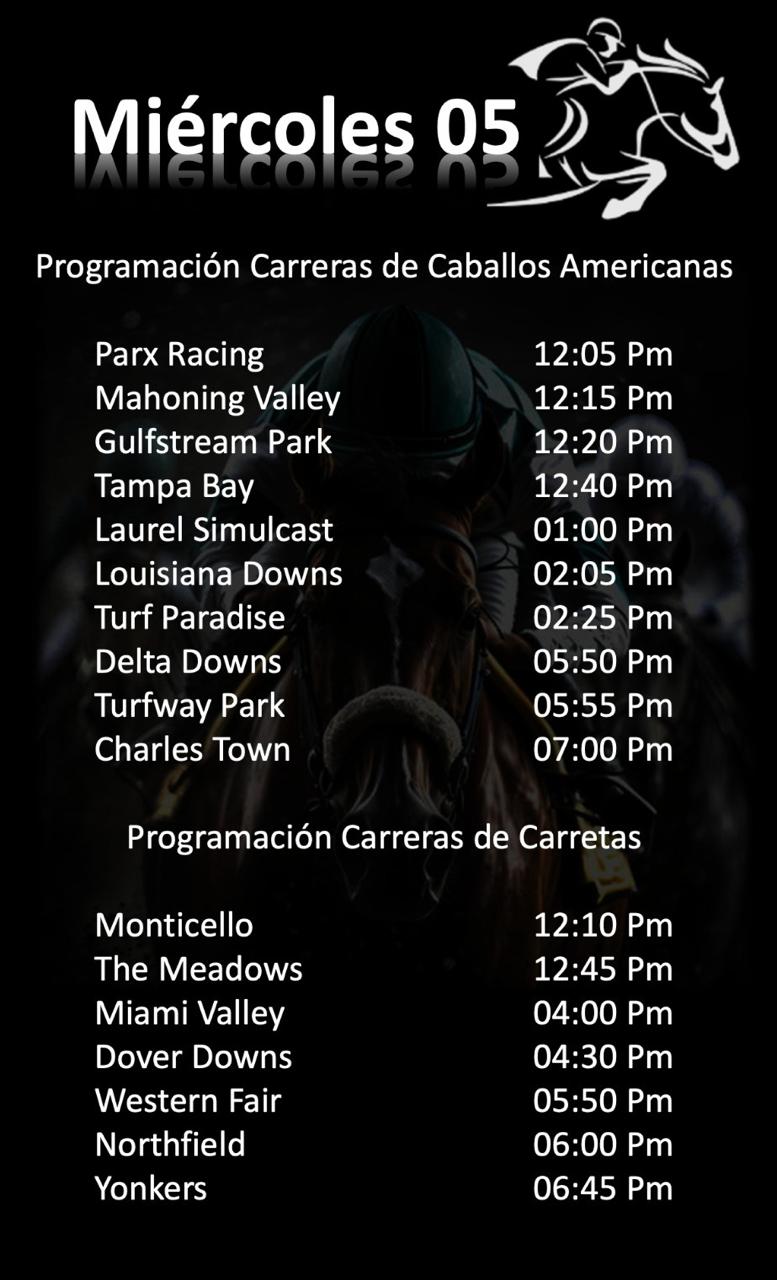 Miércoles 05
Programación Carreras de Caballos Americanas
Parx Racing 12:05 Pm
Mahoning Valley 12:15 Pm
Gulfstream Park 12:20 Pm
Tampa Bay 12:40 Pm
Laurel Simulcast 01:00 Pm
Louisiana Downs 02:05 Pm
Turf Paradise 02:25 Pm
Delta Downs 05:50 Pm
Turfway Park 05:55 Pm
Charles Town 07:00 Pm
Programación Carreras de Carretas
Monticello 12:10 Pm
The Meadows 12:45 Pm
Miami Valley 04:00 Pm
Dover Downs 04:30 Pm
Western Fair 05:50 Pm
Northfield 06:00 Pm
Yonkers 06:45 Pm